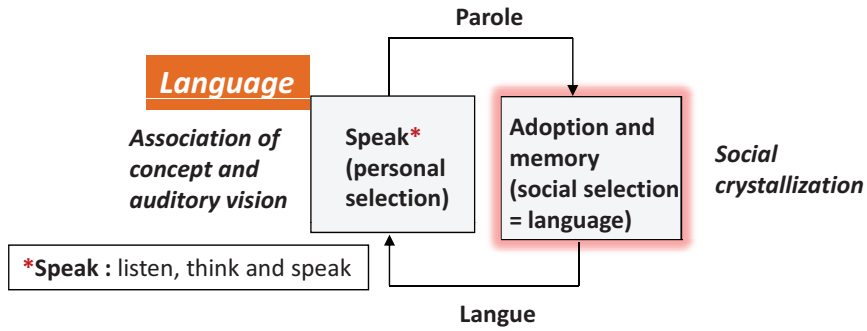 Parole
Language
Association of
concept and
auditory vision
Speak*
(personal
selection)
Adoption and
memory
(social selection
= language)
Social
crystallization
*Speak : listen, think and speak
Langue